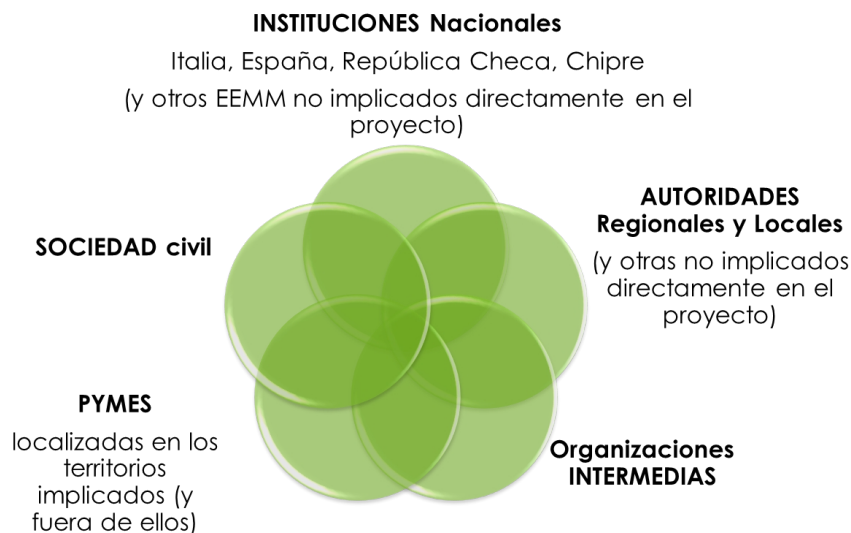 INSTITUCIONES Nacionales
Italia, España, República Checa, Chipre
(y otros EEMM no implicados directamente en el
proyecto)
AUTORIDADES
Regionales y Locales
(y otras no implicados
directamente en el
proyecto)
Organizaciones
INTERMEDIAS
PYMES
localizadas en los
territorios
implicados (y
fuera de ellos)
SOCIEDAD civil